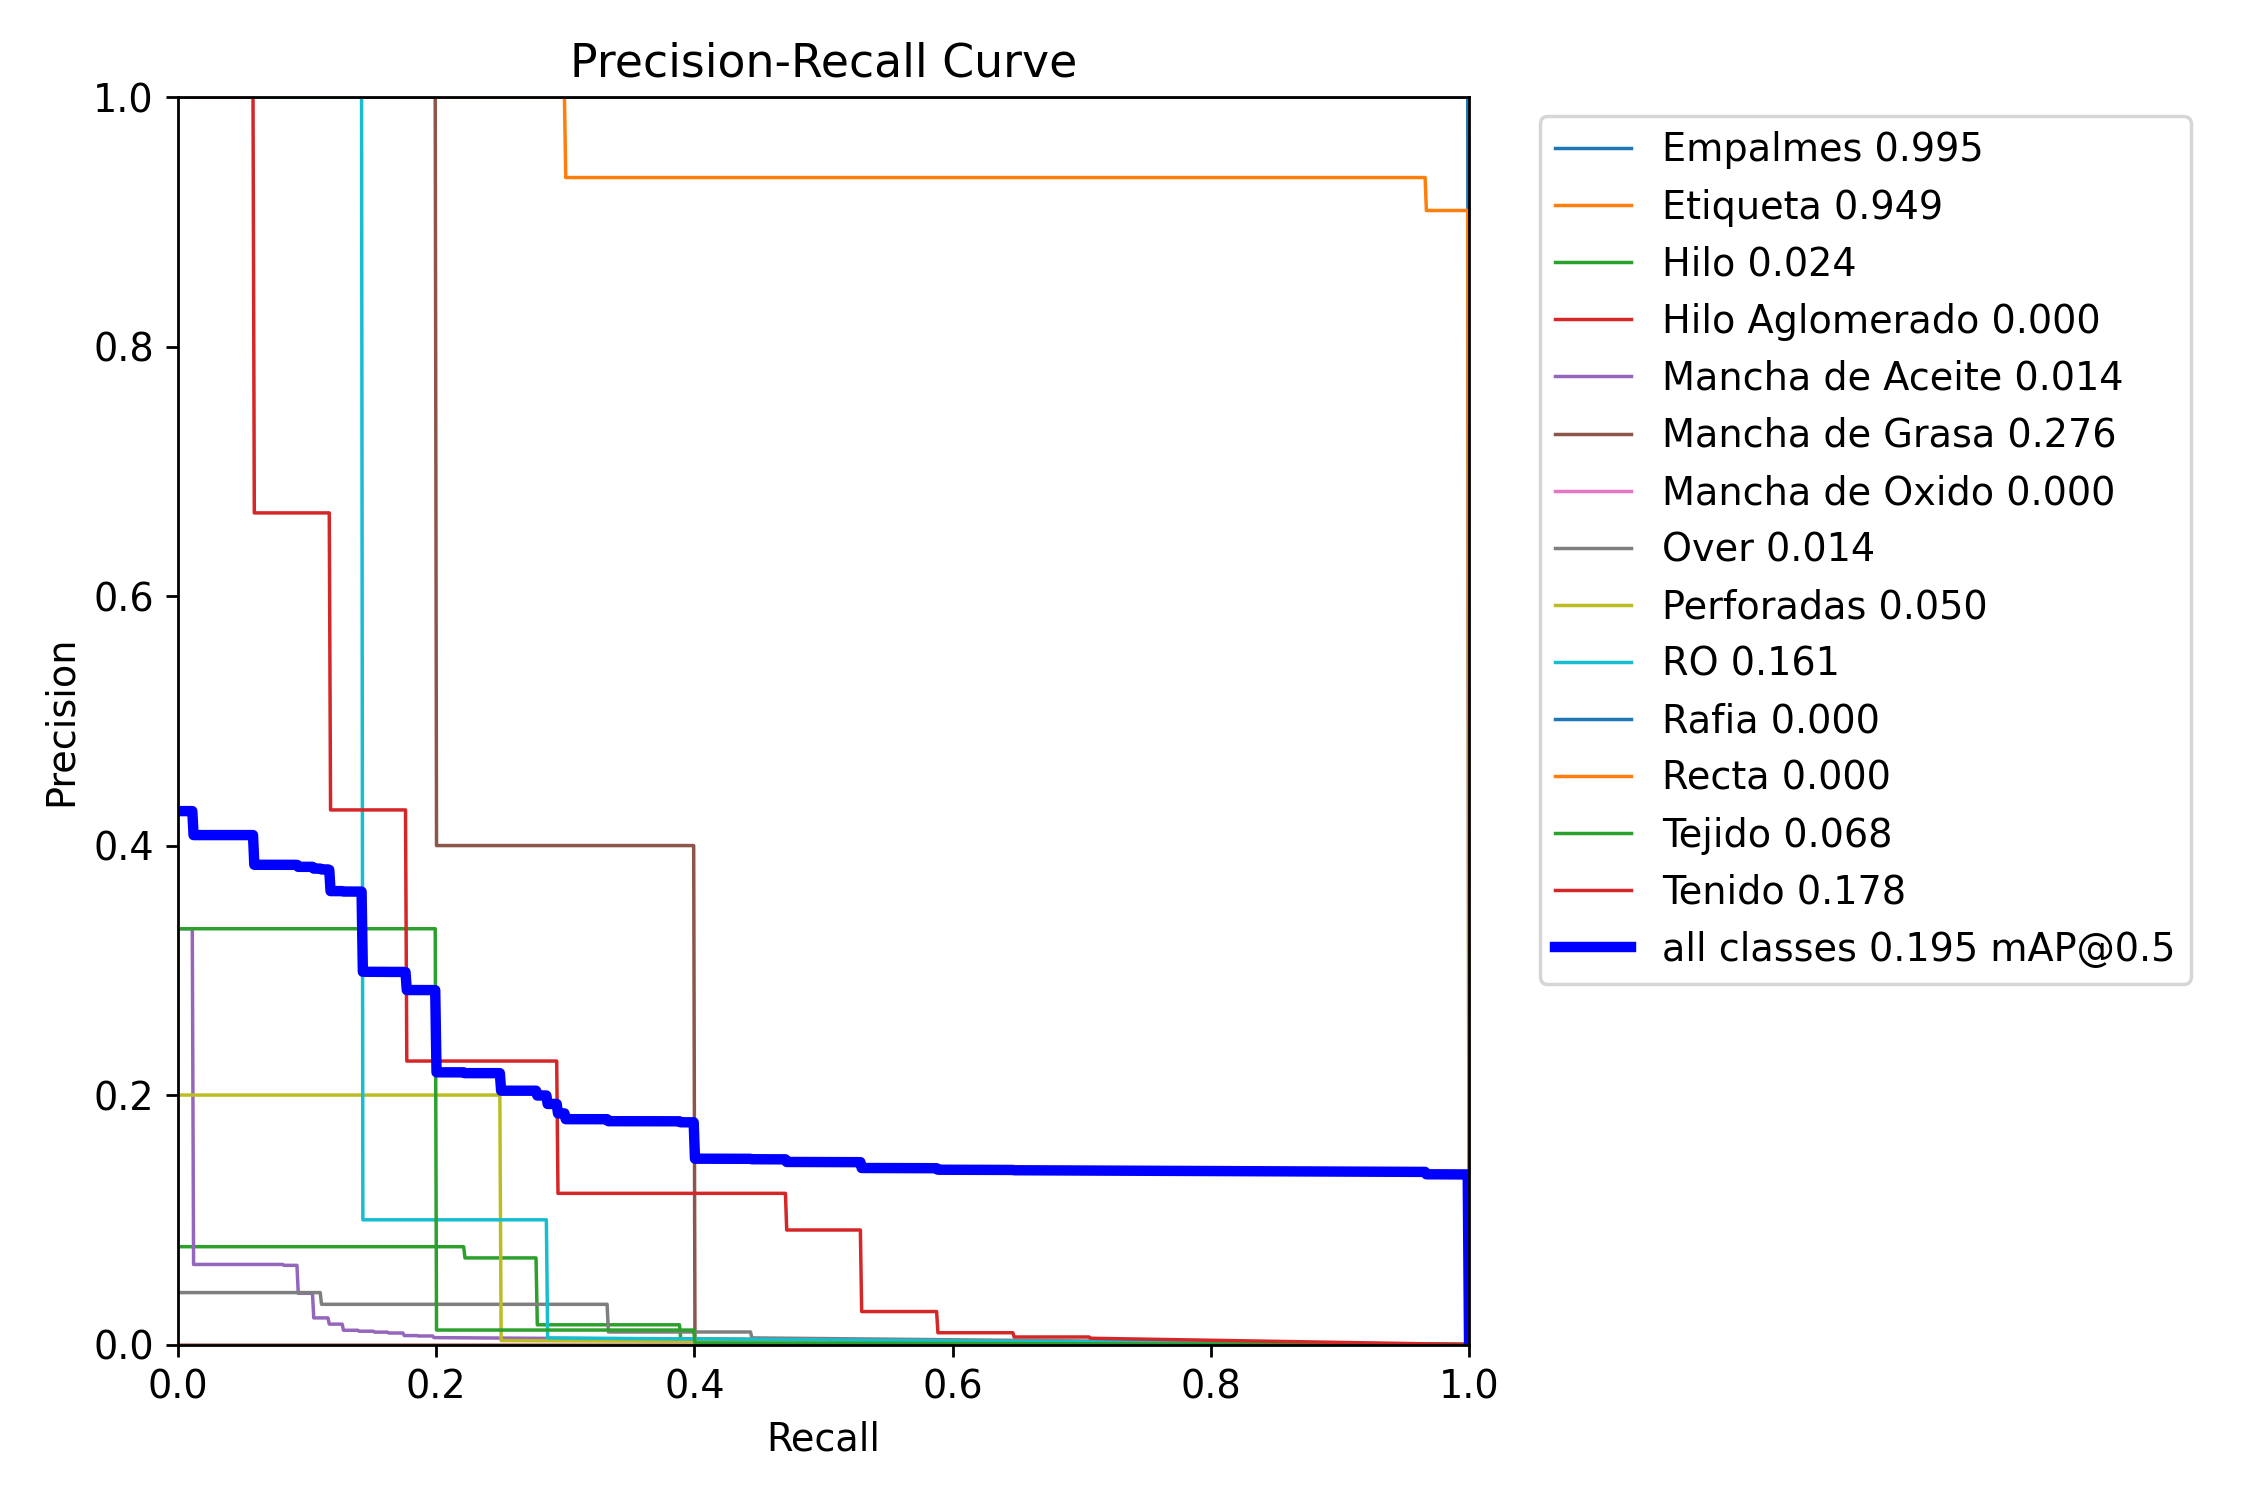 Precision-Recall Curve
1.0
0.8
0.6
0.4
0.2
0.0
Precision
0.0 0.2 0.4 0.6 0.8 1.0
Recall
Empalmes 0.995
Etiqueta 0.949
Hilo 0.024
Hilo Aglomerado 0.000
Mancha de Aceite 0.014
Mancha de Grasa 0.276
Mancha de Oxido 0.000
Over 0.014
Perforadas 0.050
RO 0.161
Rafia 0.000
Recta 0.000
Tejido 0.068
Tenido 0.178
all classes 0.195 mAP@0.5